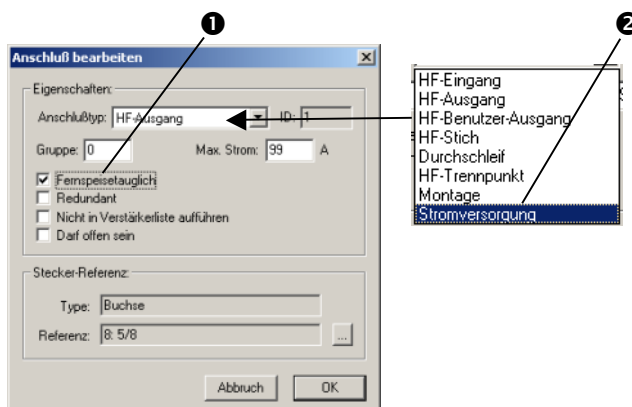 ❶
❷
Anschluß bearbeiten
Eigenschaften:
Anschlußtyp: HF-Ausgang ID: 1
Gruppe: 0 Max. Strom: 99 A
Fernspeisetauglich
Redundant
Nicht in Verstärkerliste aufführen
Darf offen sein
Stecker-Referenz:
Type: Buchse
Referenz: 8: 5/8 ...
Abbruch OK
HF-Eingang
HF-Ausgang
HF-Benutzer-Ausgang
HF-Stich
Durchschleif
HF-Trennpunkt
Montage
Stromversorgung